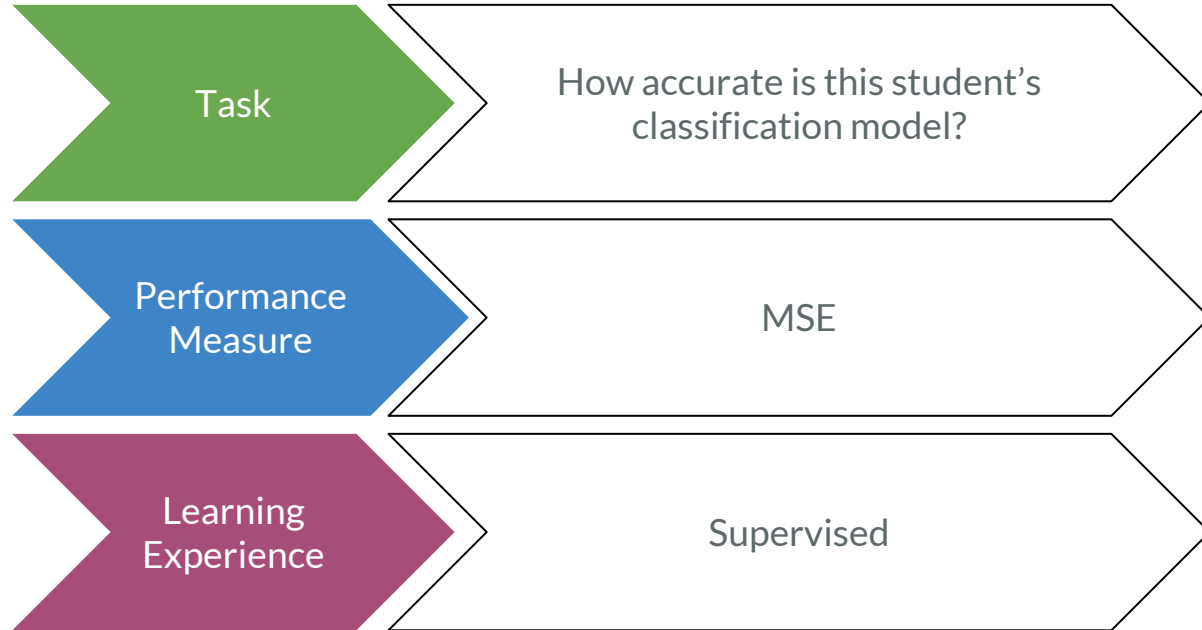 Task
How accurate is this student’s
classification model?
Performance
Measure
MSE
Learning
Experience
Supervised